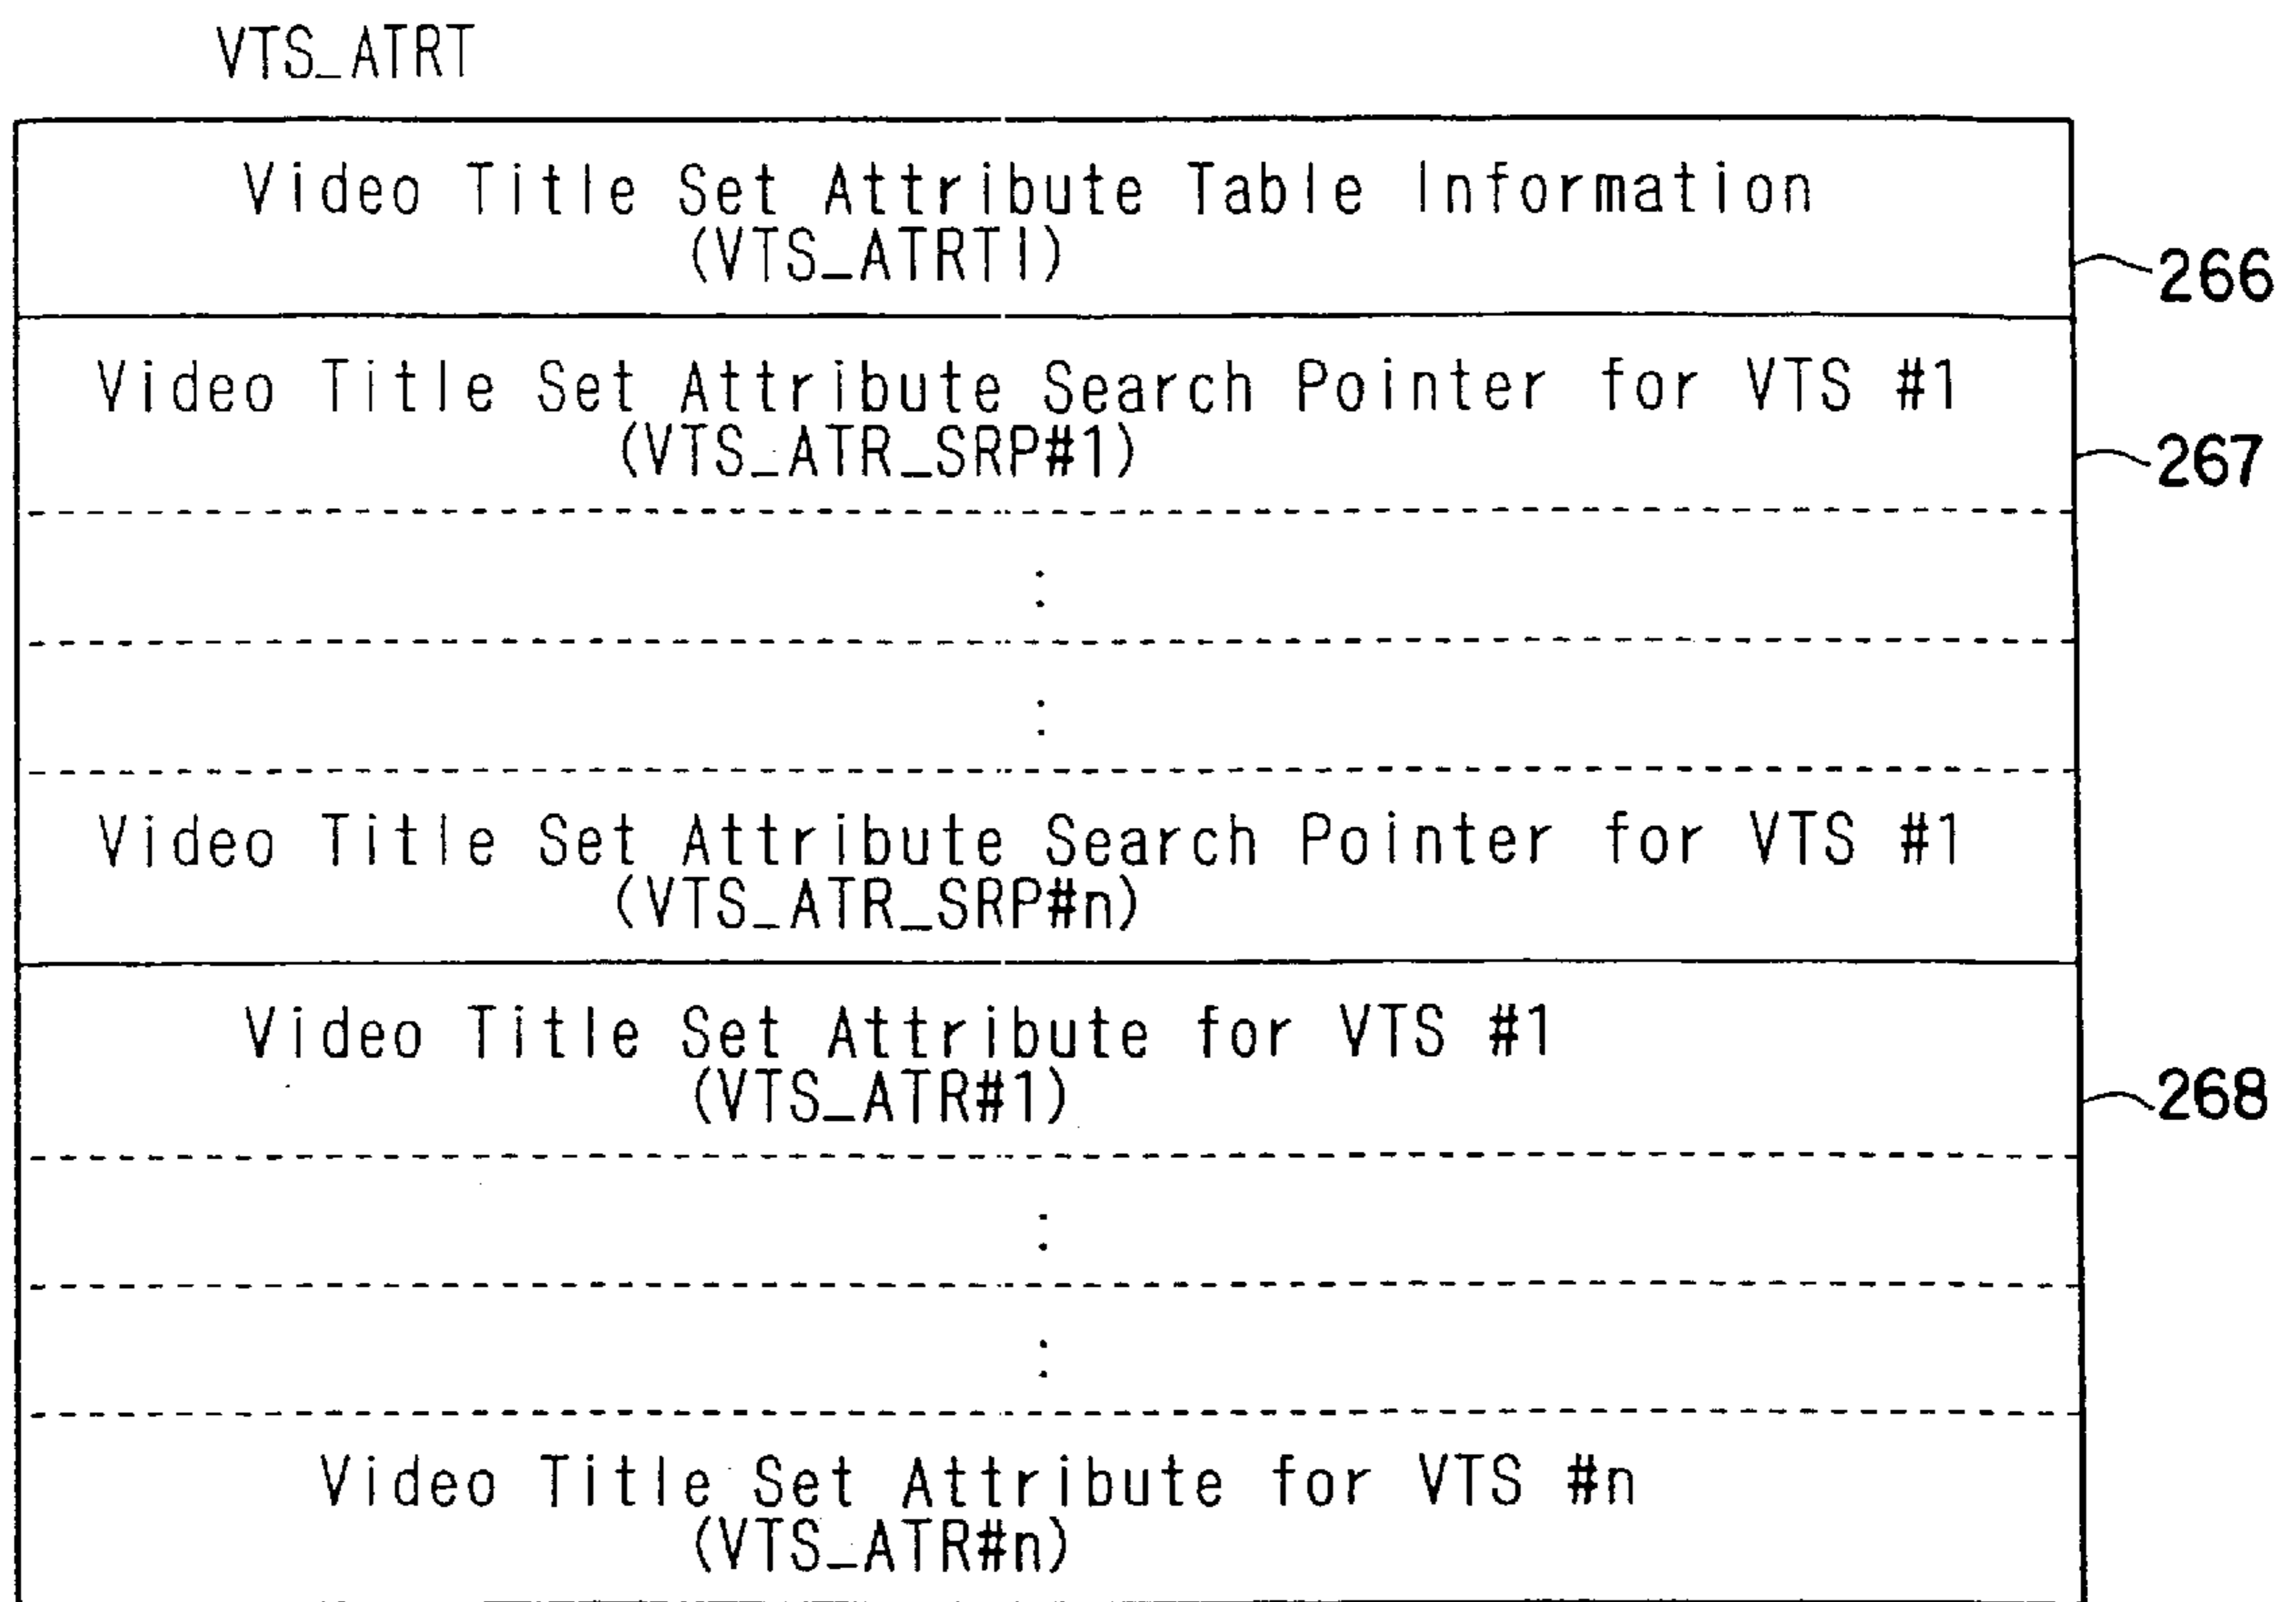 VTS_ATRT
Video Title Set Attribute Table Information
(VTS_ATRTI)
266
Video Title Set Attribute Search Pointer for VTS #1
(VTS_ATR_SRP#1)
267
:
:
Video Title Set Attribute Search Pointer for VTS #1
(VTS_ATR_SRP#n)
Video Title Set Attribute for VTS #1
(VTS_ATR#1)
268
:
:
Video Title Set Attribute for VTS #n
(VTS_ATR#n)